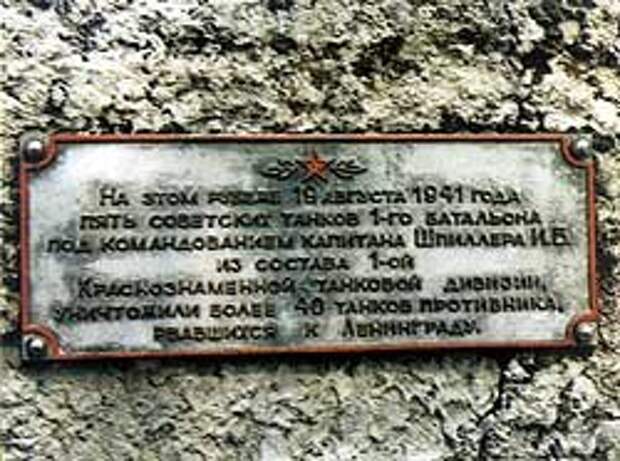 На этом рубеже 19 августа 1941 года
пять советских танков 1-го батальона
под командованием капитана Шпиллера И.Б.
из состава 1-ой
Краснознаменной танковой дивизии,
уничтожили более 40 танков противника,
рвавшихся к Ленинграду.